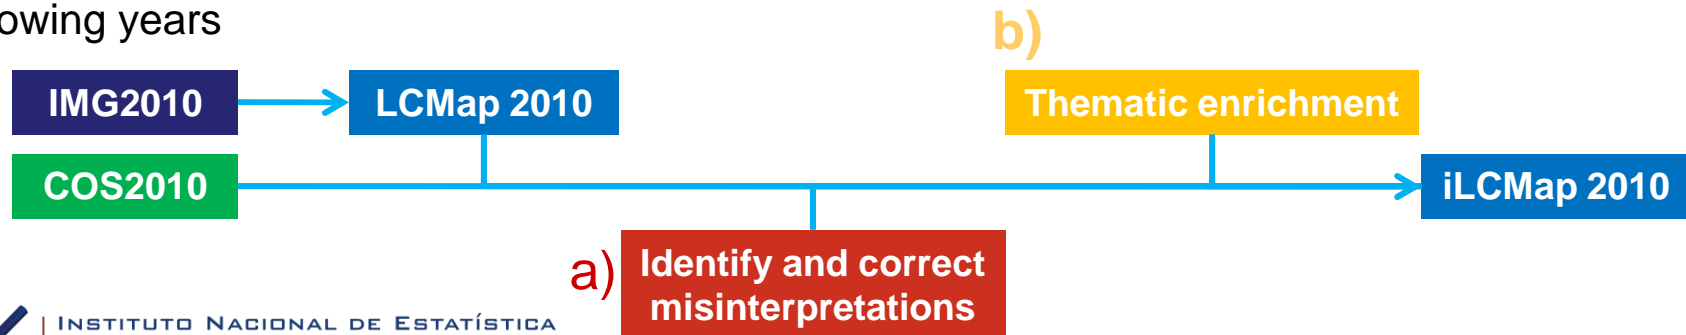 owing years
b)
IMG2010
LCMap 2010
Thematic enrichment
COS2010
iLCMap 2010
a)
Identify and correct
misinterpretations
INSTITUTO NACIONAL DE ESTATÍSTICA